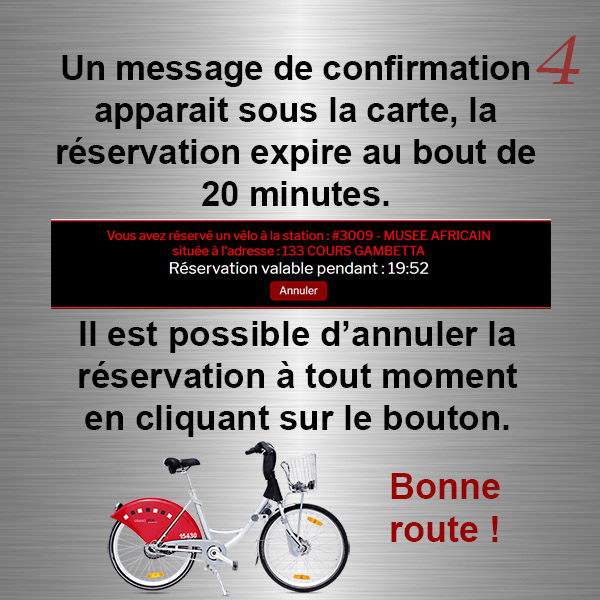 4
Un message de confirmation
apparait sous la carte, la
réservation expire au bout de
20 minutes.
Vous avez réservé un vélo à la station : #3009 - MUSEE AFRICAIN
située à l'adresse : 133 COURS GAMBETTA
Réservation valable pendant : 19:52
Annuler
Il est possible d’annuler la
réservation à tout moment
en cliquant sur le bouton.
Bonne
route !
15430